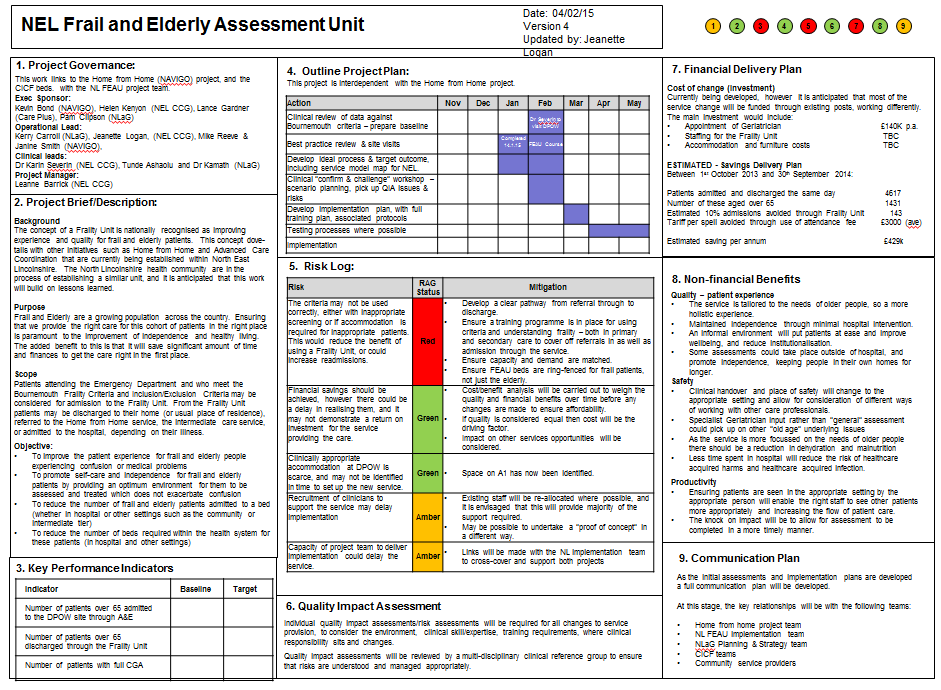 NEL Frail and Elderly Assessment Unit
Date: 04/02/15
Version 4
Updated by: Jeanette
Logan
1
2
3
4
5
6
7
8
9
1. Project Governance:
This work links to the Home from Home (NAVIGO) project, and the
CICF beds. with the NL FEAU project team.
Exec Sponsor:
Kevin Bond (NAVIGO), Helen Kenyon (NEL CCG), Lance Gardner
(Care Plus), Pam Clipson (NLaG)
Operational Lead:
Kerry Carroll (NLaG), Jeanette Logan, (NEL CCG), Mike Reeve &
Janine Smith (NAVIGO).
Clinical leads:
Dr Karin Severin (NEL CCG), Tunde Ashaolu and Dr Kamath (NLaG)
Project Manager:
Leanne Barrick (NEL CCG)
2. Project Brief/Description:
Background
The concept of a Frailty Unit is nationally recognised as improving
experience and quality for frail and elderly patients. This concept dove-
tails with other initiatives such as Home from Home and Advanced Care
Coordination that are currently being established within North East
Lincolnshire. The North Lincolnshire health community are in the
process of establishing a similar unit, and it is anticipated that this work
will build on lessons learned.
Purpose
Frail and Elderly are a growing population across the country. Ensuring
that we provide the right care for this cohort of patients in the right place
is paramount to the improvement of independence and healthy living.
The added benefit to this is that it will save significant amount of time
and finances to get the care right in the first place.
Scope
Patients attending the Emergency Department and who meet the
Bournemouth Frailty Criteria and Inclusion/Exclusion Criteria may be
considered for admission to the Frailty Unit. From the Frailty Unit
patients may be discharged to their home (or usual place of residence),
referred to the Home from Home service, the intermediate care service,
or admitted to the hospital, depending on their illness.
Objective:
• To improve the patient experience for frail and elderly people
experiencing confusion or medical problems
• To promote self-care and independence for frail and elderly
patients by providing an optimum environment for them to be
assessed and treated which does not exacerbate confusion
• To reduce the number of frail and elderly patients admitted to a bed
(whether in hospital or other settings such as the community or
intermediate tier)
• To reduce the number of beds required within the health system for
these patients (in hospital and other settings)
3. Key Performance Indicators
Indicator Baseline Target
Number of patients over 65 admitted
to the DPOW site through A&E
Number of patients over 65
discharged through the Frailty Unit
Number of patients with full CGA
4. Outline Project Plan:
This project is interdependent with the Home from Home project.
Action Nov Dec Jan Feb Mar Apr May
Clinical review of data against
Bournemouth criteria – prepare baseline
Dr Severin to
visit DPOW
Best practice review & site visits
Completed
14.1.15
FEAU Course
Develop ideal process & target outcome,
including service model map for NEL.
Clinical "confirm & challenge" workshop –
scenario planning, pick up QIA issues &
risks
Develop implementation plan, with full
training plan, associated protocols
Testing processes where possible
Implementation
5. Risk Log:
Risk RAG Status Mitigation
The criteria may not be used
correctly, either with inappropriate
screening or if accommodation is
required for inappropriate patients.
This would reduce the benefit of
using a Frailty Unit, or could
increase readmissions.
Red
• Develop a clear pathway from referral through to
discharge.
• Ensure a training programme is in place for using
criteria and understanding frailty – both in primary
and secondary care to cover off referrals in as well as
admission through the service.
• Ensure capacity and demand are matched.
• Ensure FEAU beds are ring-fenced for frail patients,
not just the elderly.
Financial savings should be
achieved, however there could be
a delay in realising them, and it
may not demonstrate a return on
investment for the service
providing the care.
Green
• Cost/benefit analysis will be carried out to weigh the
quality and financial benefits over time before any
changes are made to ensure affordability.
• If quality is considered equal then cost will be the
driving factor.
• Impact on other services opportunities will be
considered.
Clinically appropriate
accommodation at DPOW is
scarce, and may not be identified
in time to set up the new service.
Green
• Space on A1 has now been identified.
Recruitment of clinicians to
support the service may delay
implementation
Amber
• Existing staff will be re-allocated where possible, and
it is envisaged that this will provide majority of the
support required.
• May be possible to undertake a "proof of concept" in
a different way.
Capacity of project team to deliver
implementation could delay the
service.
Amber
• Links will be made with the NL implementation team
to cross-cover and support both projects
6. Quality Impact Assessment
Individual quality impact assessments/risk assessments will be required for all changes to service
provision, to consider the environment, clinical skill/expertise, training requirements, where clinical
responsibility sits and changes.
Quality Impact assessments will be reviewed by a multi-disciplinary clinical reference group to ensure
that risks are understood and managed appropriately.
7. Financial Delivery Plan
Cost of change (investment)
Currently being developed, however it is anticipated that most of the
service change will be funded through existing posts, working differently.
The main investment would include:
• Appointment of Geriatrician £140K p.a.
• Staffing for the Frailty Unit TBC
• Accommodation and furniture costs TBC
ESTIMATED - Savings Delivery Plan
Between 1st October 2013 and 30th September 2014:
Patients admitted and discharged the same day 4617
Number of these aged over 65 1431
Estimated 10% admissions avoided through Frailty Unit 143
Tariff per spell avoided through use of attendance fee £3000 (ave)
Estimated saving per annum £429k
8. Non-financial Benefits
Quality – patient experience
• The service is tailored to the needs of older people, so a more
holistic experience.
• Maintained independence through minimal hospital intervention.
• An informal environment will put patients at ease and improve
wellbeing, and reduce institutionalisation.
• Some assessments could take place outside of hospital, and
promote independence, keeping people in their own homes for
longer.
Safety
• Clinical handover and place of safety will change to the
appropriate setting and allow for consideration of different ways
of working with other care professionals.
• Specialist Geriatrician input rather than "general" assessment
could pick up on other "old age" underlying issues
• As the service is more focussed on the needs of older people
there should be a reduction in dehydration and malnutrition
• Less time spent in hospital will reduce the risk of healthcare
acquired harms and healthcare acquired infection.
Productivity
• Ensuring patients are seen in the appropriate setting by the
appropriate person will enable the right staff to see other patients
more appropriately and increasing the flow of patient care.
• The knock on impact will be to allow for assessment to be
completed in a more timely manner.
9. Communication Plan
As the initial assessments and implementation plans are developed
a full communication plan will be developed.
At this stage, the key relationships will be with the following teams:
• Home from home project team
• NL FEAU Implementation team
• NLaG Planning & Strategy team
• CICF teams
• Community service providers